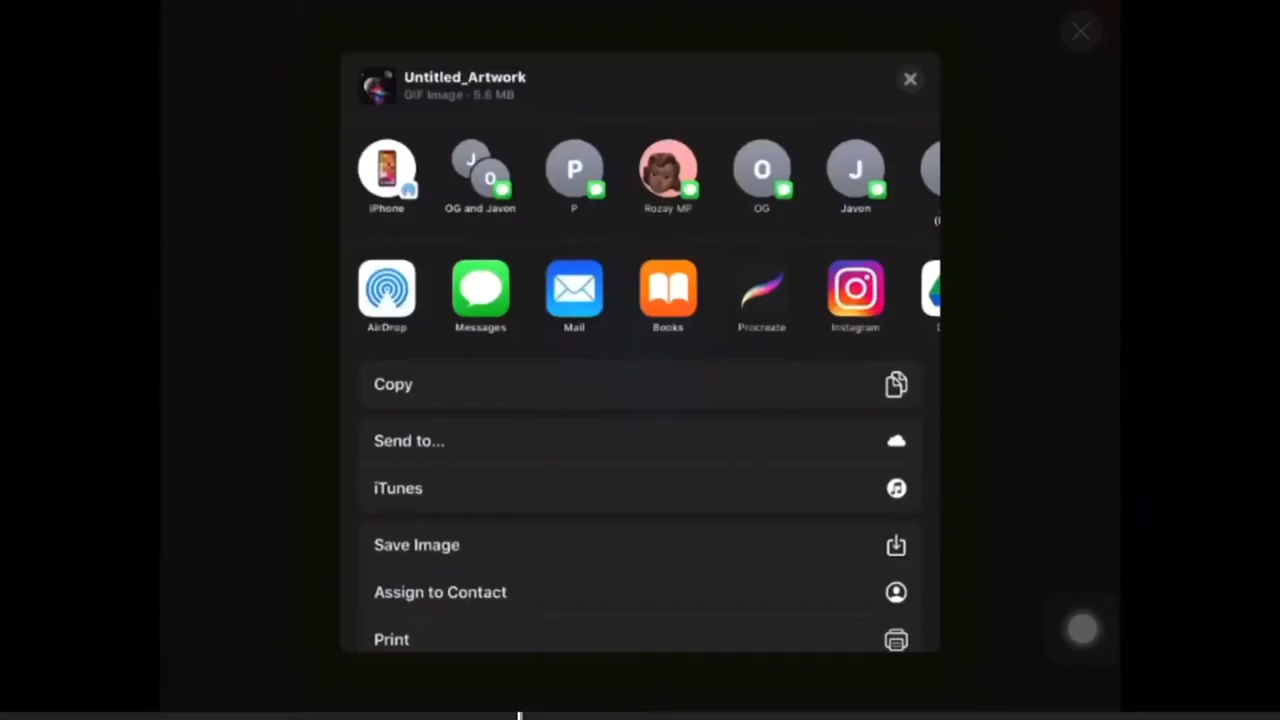 Untitled_Artwork
GIF Image - 5.6 MB
J
O
P
O
J
iPhone
OG and Javon
P
Rozay MP
OG
Javon
AirDrop
Messages
Mail
Books
Procreate
Instagram
Copy
Send to...
iTunes
Save Image
Assign to Contact
Print